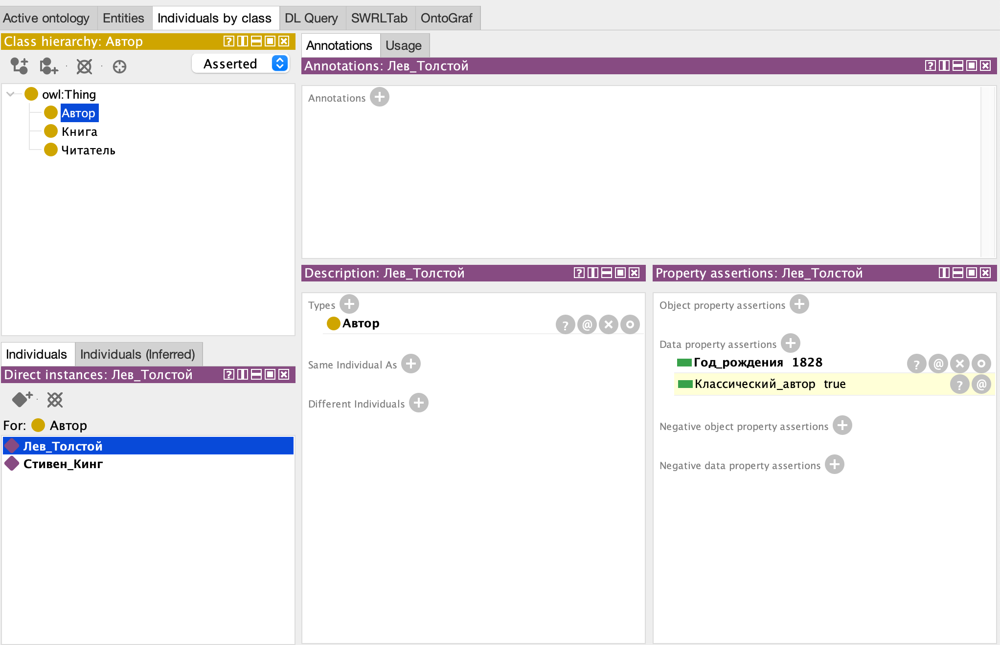 Active ontology Entities Individuals by class DL Query SWRLTab OntoGraf
Class hierarchy: Автор
Asserted
owl:Thing
Автор
Книга
Читатель
Individuals Individuals (Inferred)
Direct instances: Лев_Толстой
For: Автор
Лев_Толстой
Стивен_Кинг
Annotations Usage
Annotations: Лев_Толстой
Annotations
Description: Лев_Толстой
Types
Автор
Same Individual As
Different Individuals
Property assertions: Лев_Толстой
Object property assertions
Data property assertions
Год_рождения 1828
Классический_автор true
Negative object property assertions
Negative data property assertions